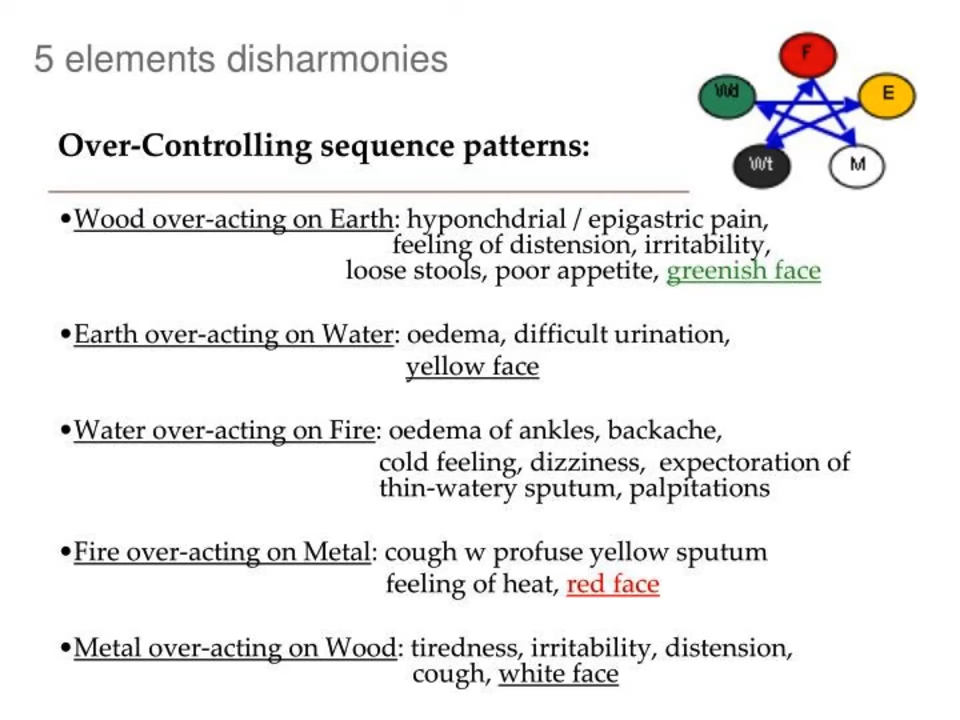 5 elements disharmonies
F
Wd
E
Wt
M
Over-Controlling sequence patterns:
•Wood over-acting on Earth: hyponchdrial / epigastric pain,
feeling of distension, irritability,
loose stools, poor appetite, greenish face
•Earth over-acting on Water: oedema, difficult urination,
yellow face
•Water over-acting on Fire: oedema of ankles, backache,
cold feeling, dizziness, expectoration of
thin-watery sputum, palpitations
•Fire over-acting on Metal: cough w profuse yellow sputum
feeling of heat, red face
•Metal over-acting on Wood: tiredness, irritability, distension,
cough, white face